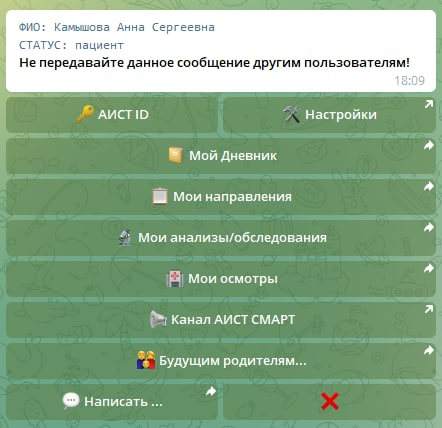 ФИО: Камышова Анна Сергеевна
СТАТУС: пациент
Не передавайте данное сообщение другим пользователям!
18:09
АИСТ ID
Настройки
Мой Дневник
Мои направления
Мои анализы/обследования
Мои осмотры
Канал АИСТ СМАРТ
Будущим родителям...
Написать ...